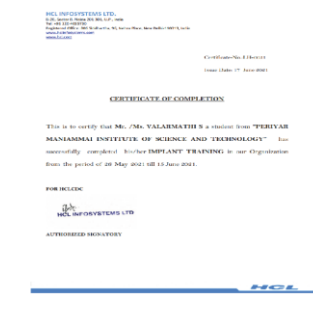 HCL INFOSYSTEMS LTD.
Certificate No.
Issue Date: 17 June 2021
CERTIFICATE OF COMPLETION
This is to certify that Mr. /Ms. VALARMATHI S a student from "PERIYAR
MANIAMMAI INSTITUTE OF SCIENCE AND TECHNOLOGY" has
successfully completed his/her IMPLANT TRAINING in our Organization
from the period of 20 May 2021 till 15 June 2021.
FOR HCLCDC
HCL INFOSYSTEMS LTD
AUTHORISED SIGNATORY
HCL